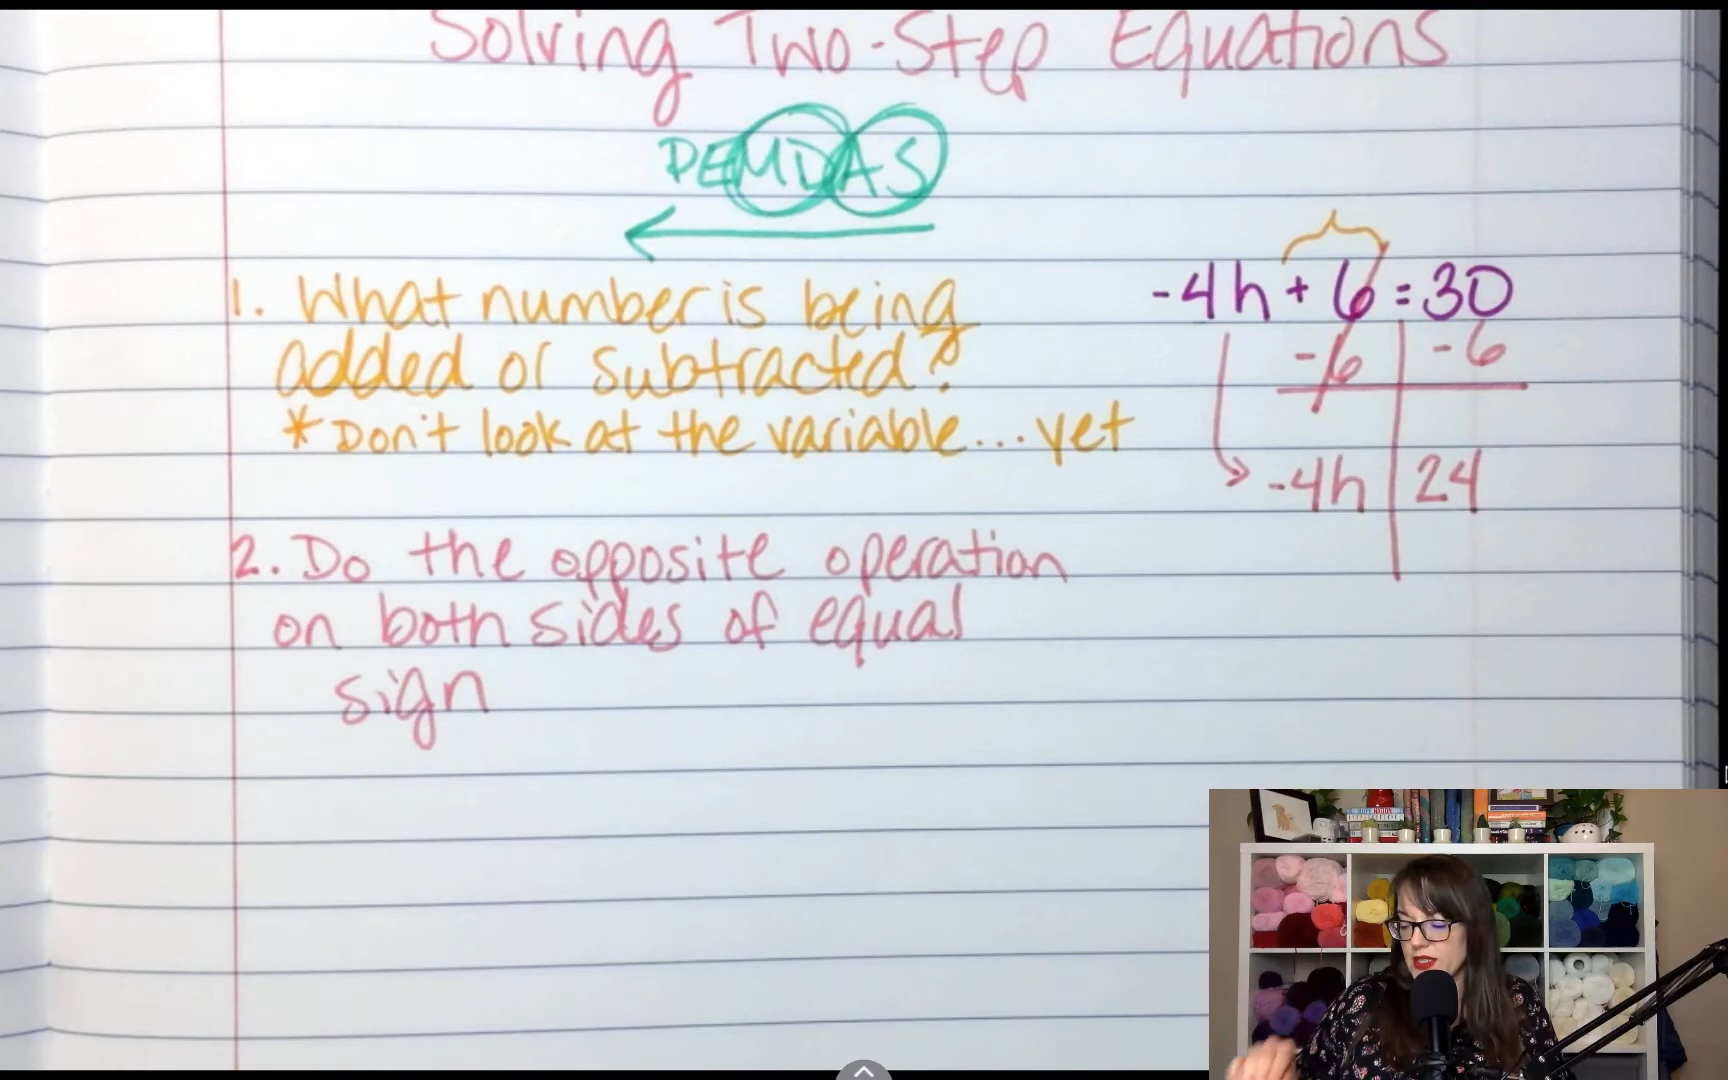 Solving Two-Step Equations
PEMDAS
1. What number is being
added or subtracted?
*Don't look at the variable... yet
-4h + 6 = 30
-6 -6
-4h 24
2. Do the opposite operation
on both sides of equal
sign